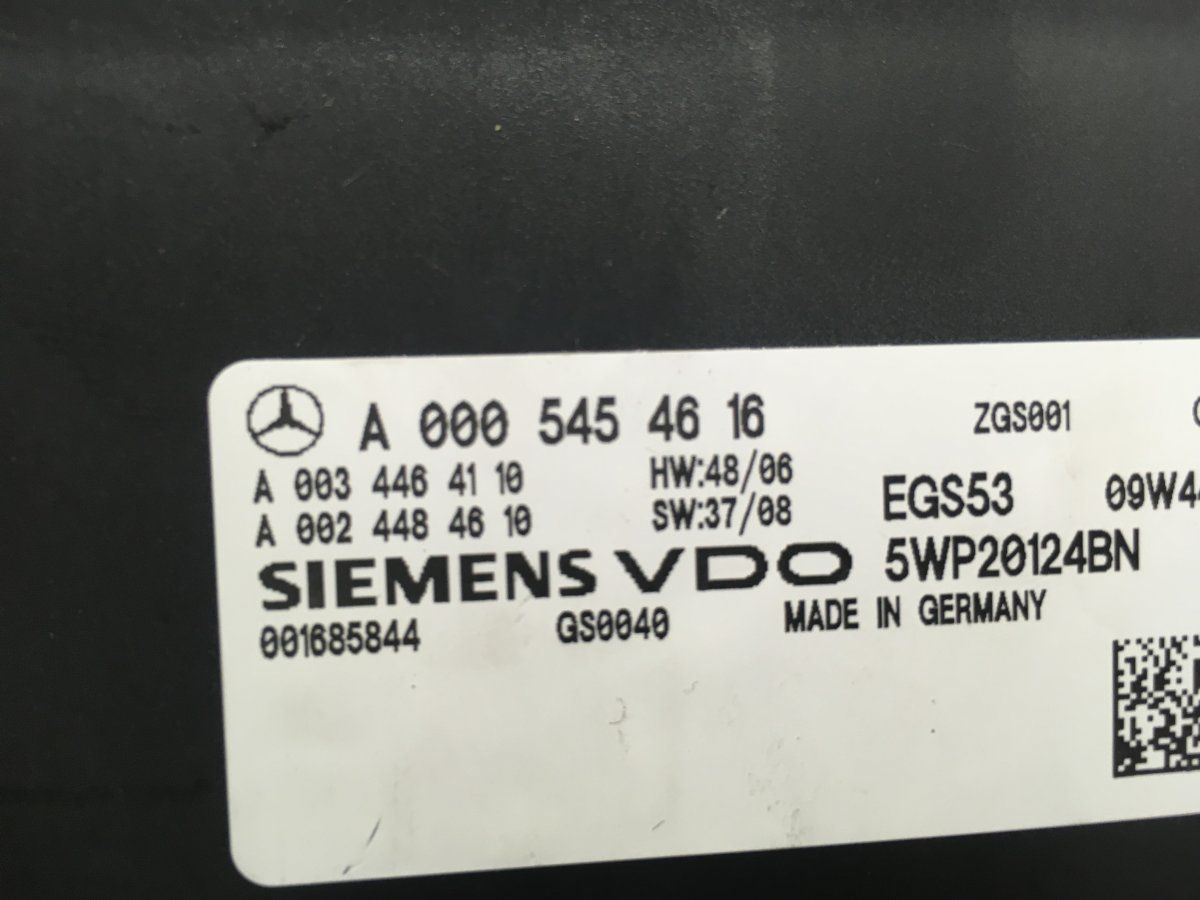 A 000 545 46 16 ZGS001
A 003 446 41 10 HW:48/06
A 002 448 46 10 SW:37/08 EGS53
SIEMENS VDO 5WP20124BN
001685844 GS0040 MADE IN GERMANY